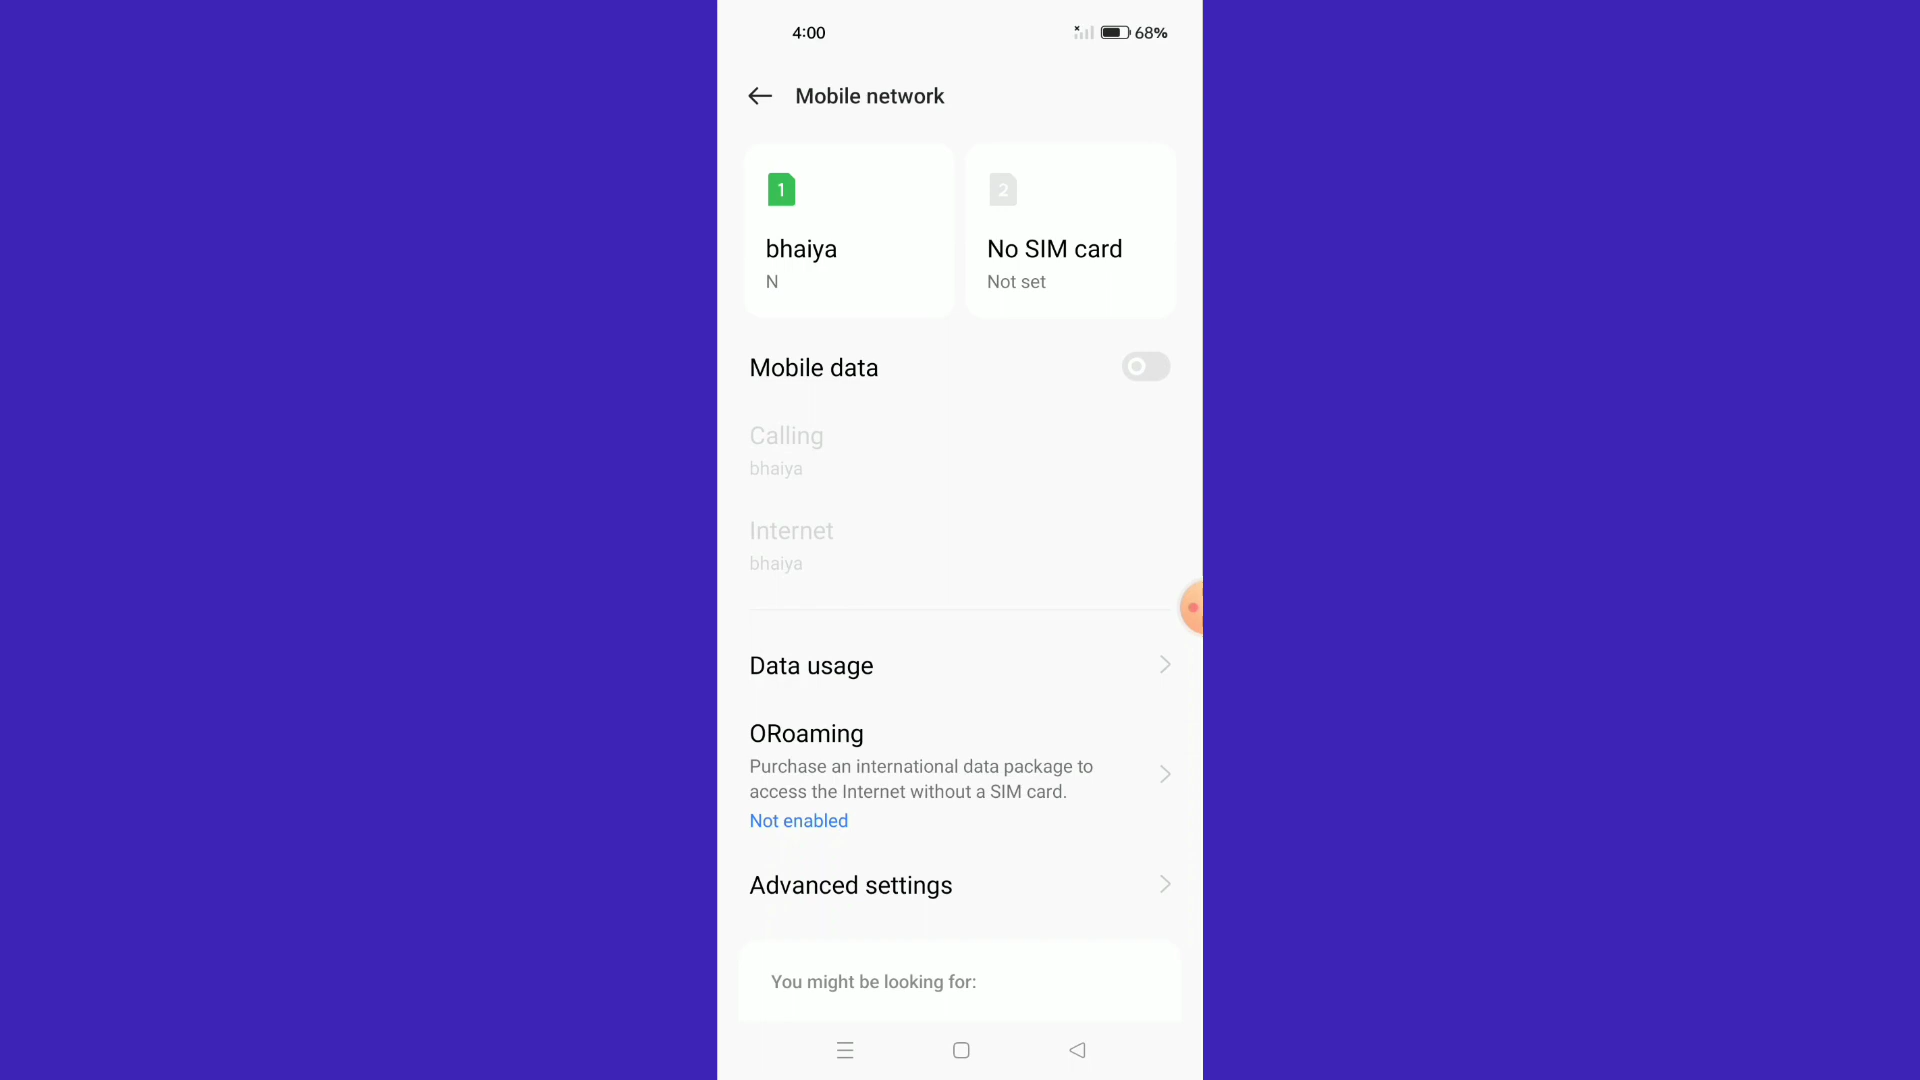 4:00
68%
Mobile network
1
2
bhaiya
No SIM card
N
Not set
Mobile data
Calling
bhaiya
Internet
bhaiya
Data usage
ORoaming
Purchase an international data package to
access the Internet without a SIM card.
Not enabled
Advanced settings
You might be looking for: